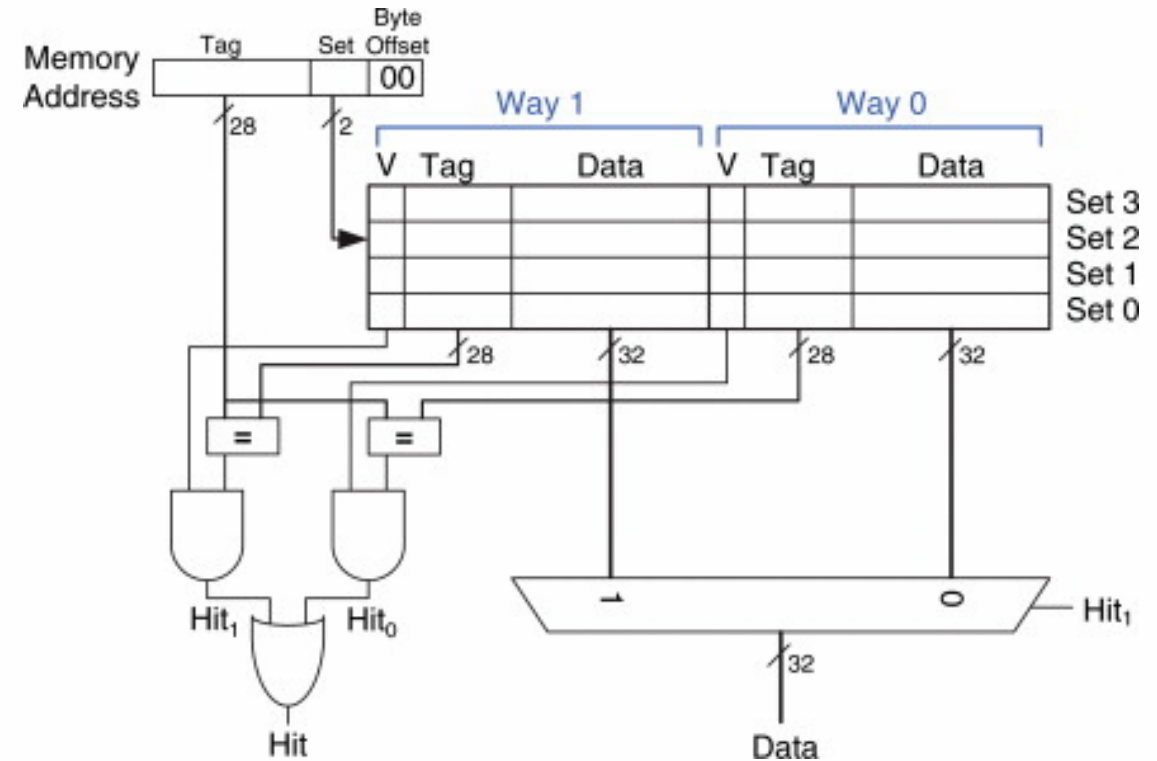 Byte
Tag Set Offset
Memory
Address
00
28 2
Way 1 Way 0
V Tag Data V Tag Data
Set 3
Set 2
Set 1
Set 0
28 32 28 32
= =
1 0
Hit₁ Hit₀ Hit₁
32
Hit Data